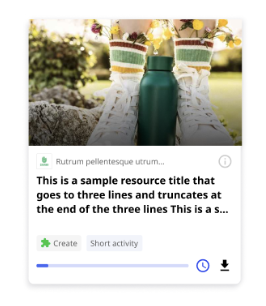 Rutrum pellentesque utrum...
This is a sample resource title that
goes to three lines and truncates at
the end of the three lines This is a s...
Create
Short activity